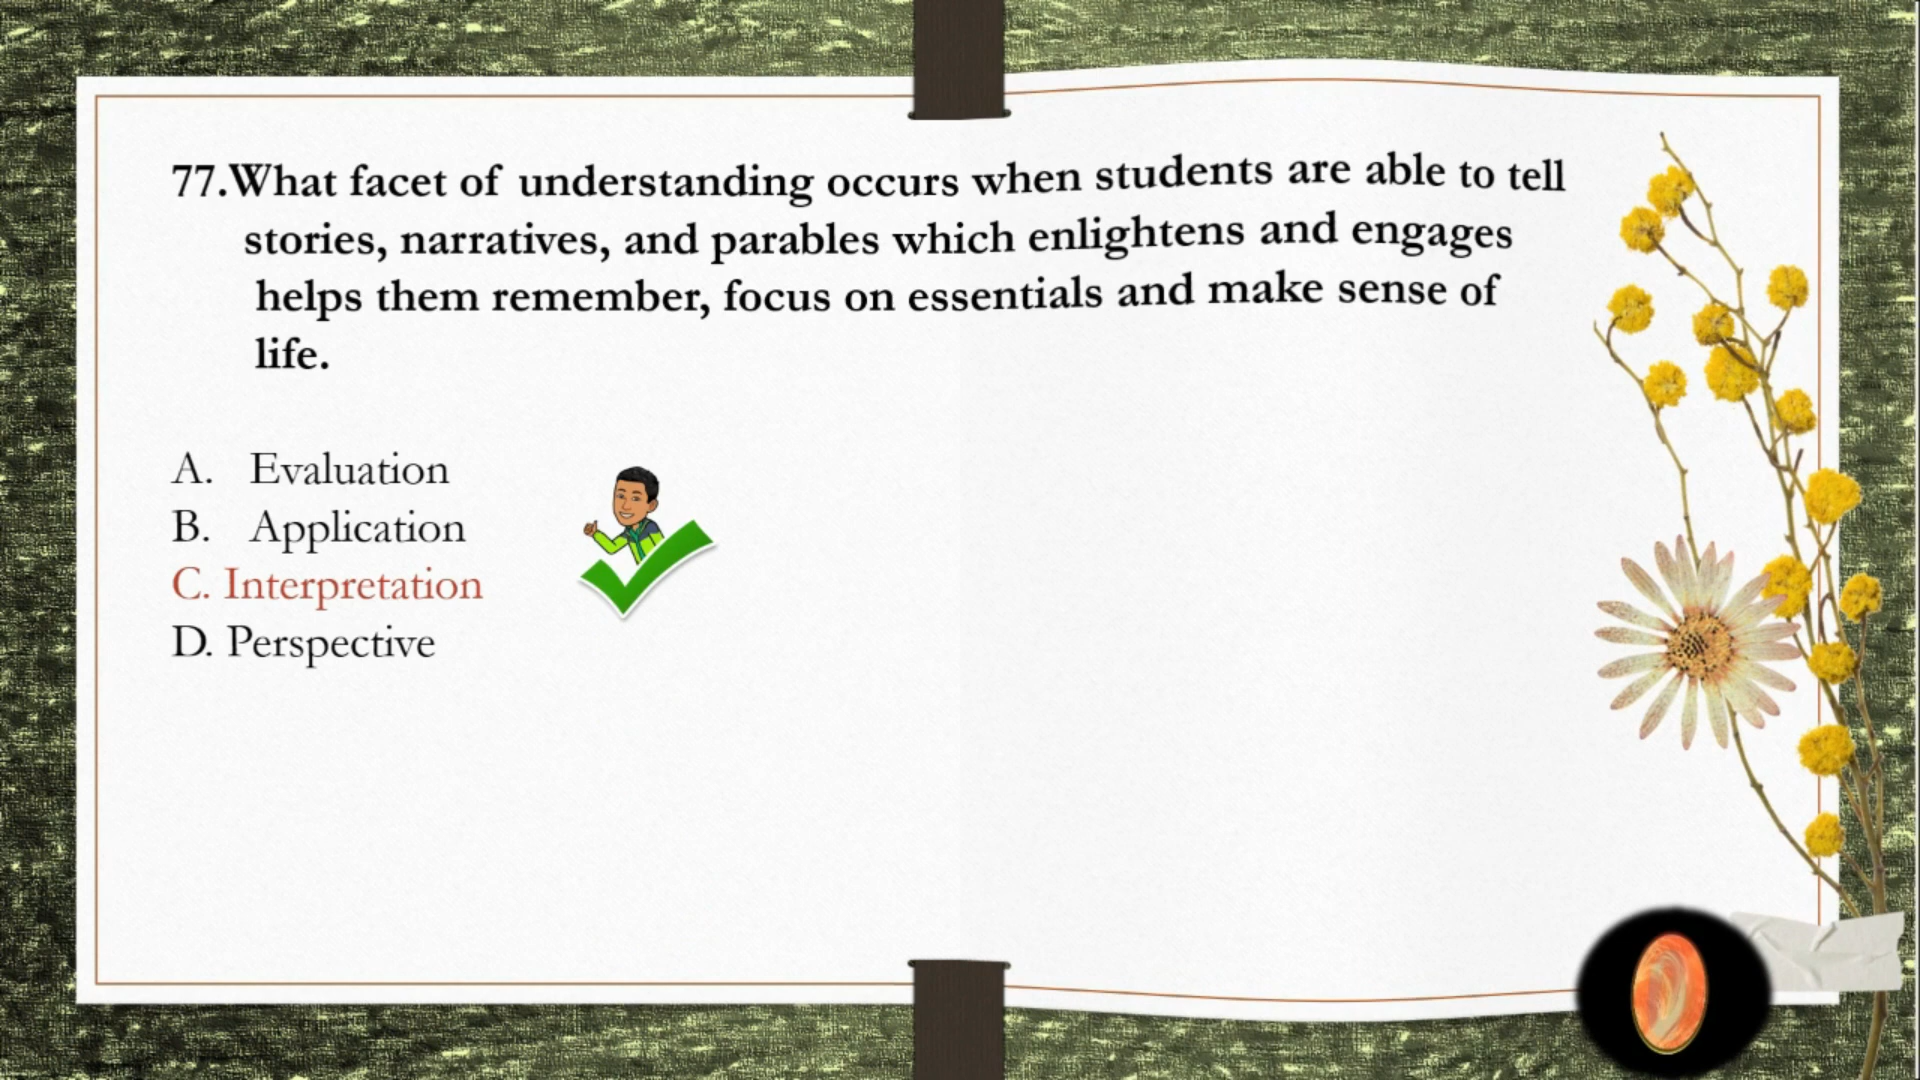 77.What facet of understanding occurs when students are able to tell
stories, narratives, and parables which enlightens and engages
helps them remember, focus on essentials and make sense of
life.
A. Evaluation
B. Application
C. Interpretation
D. Perspective